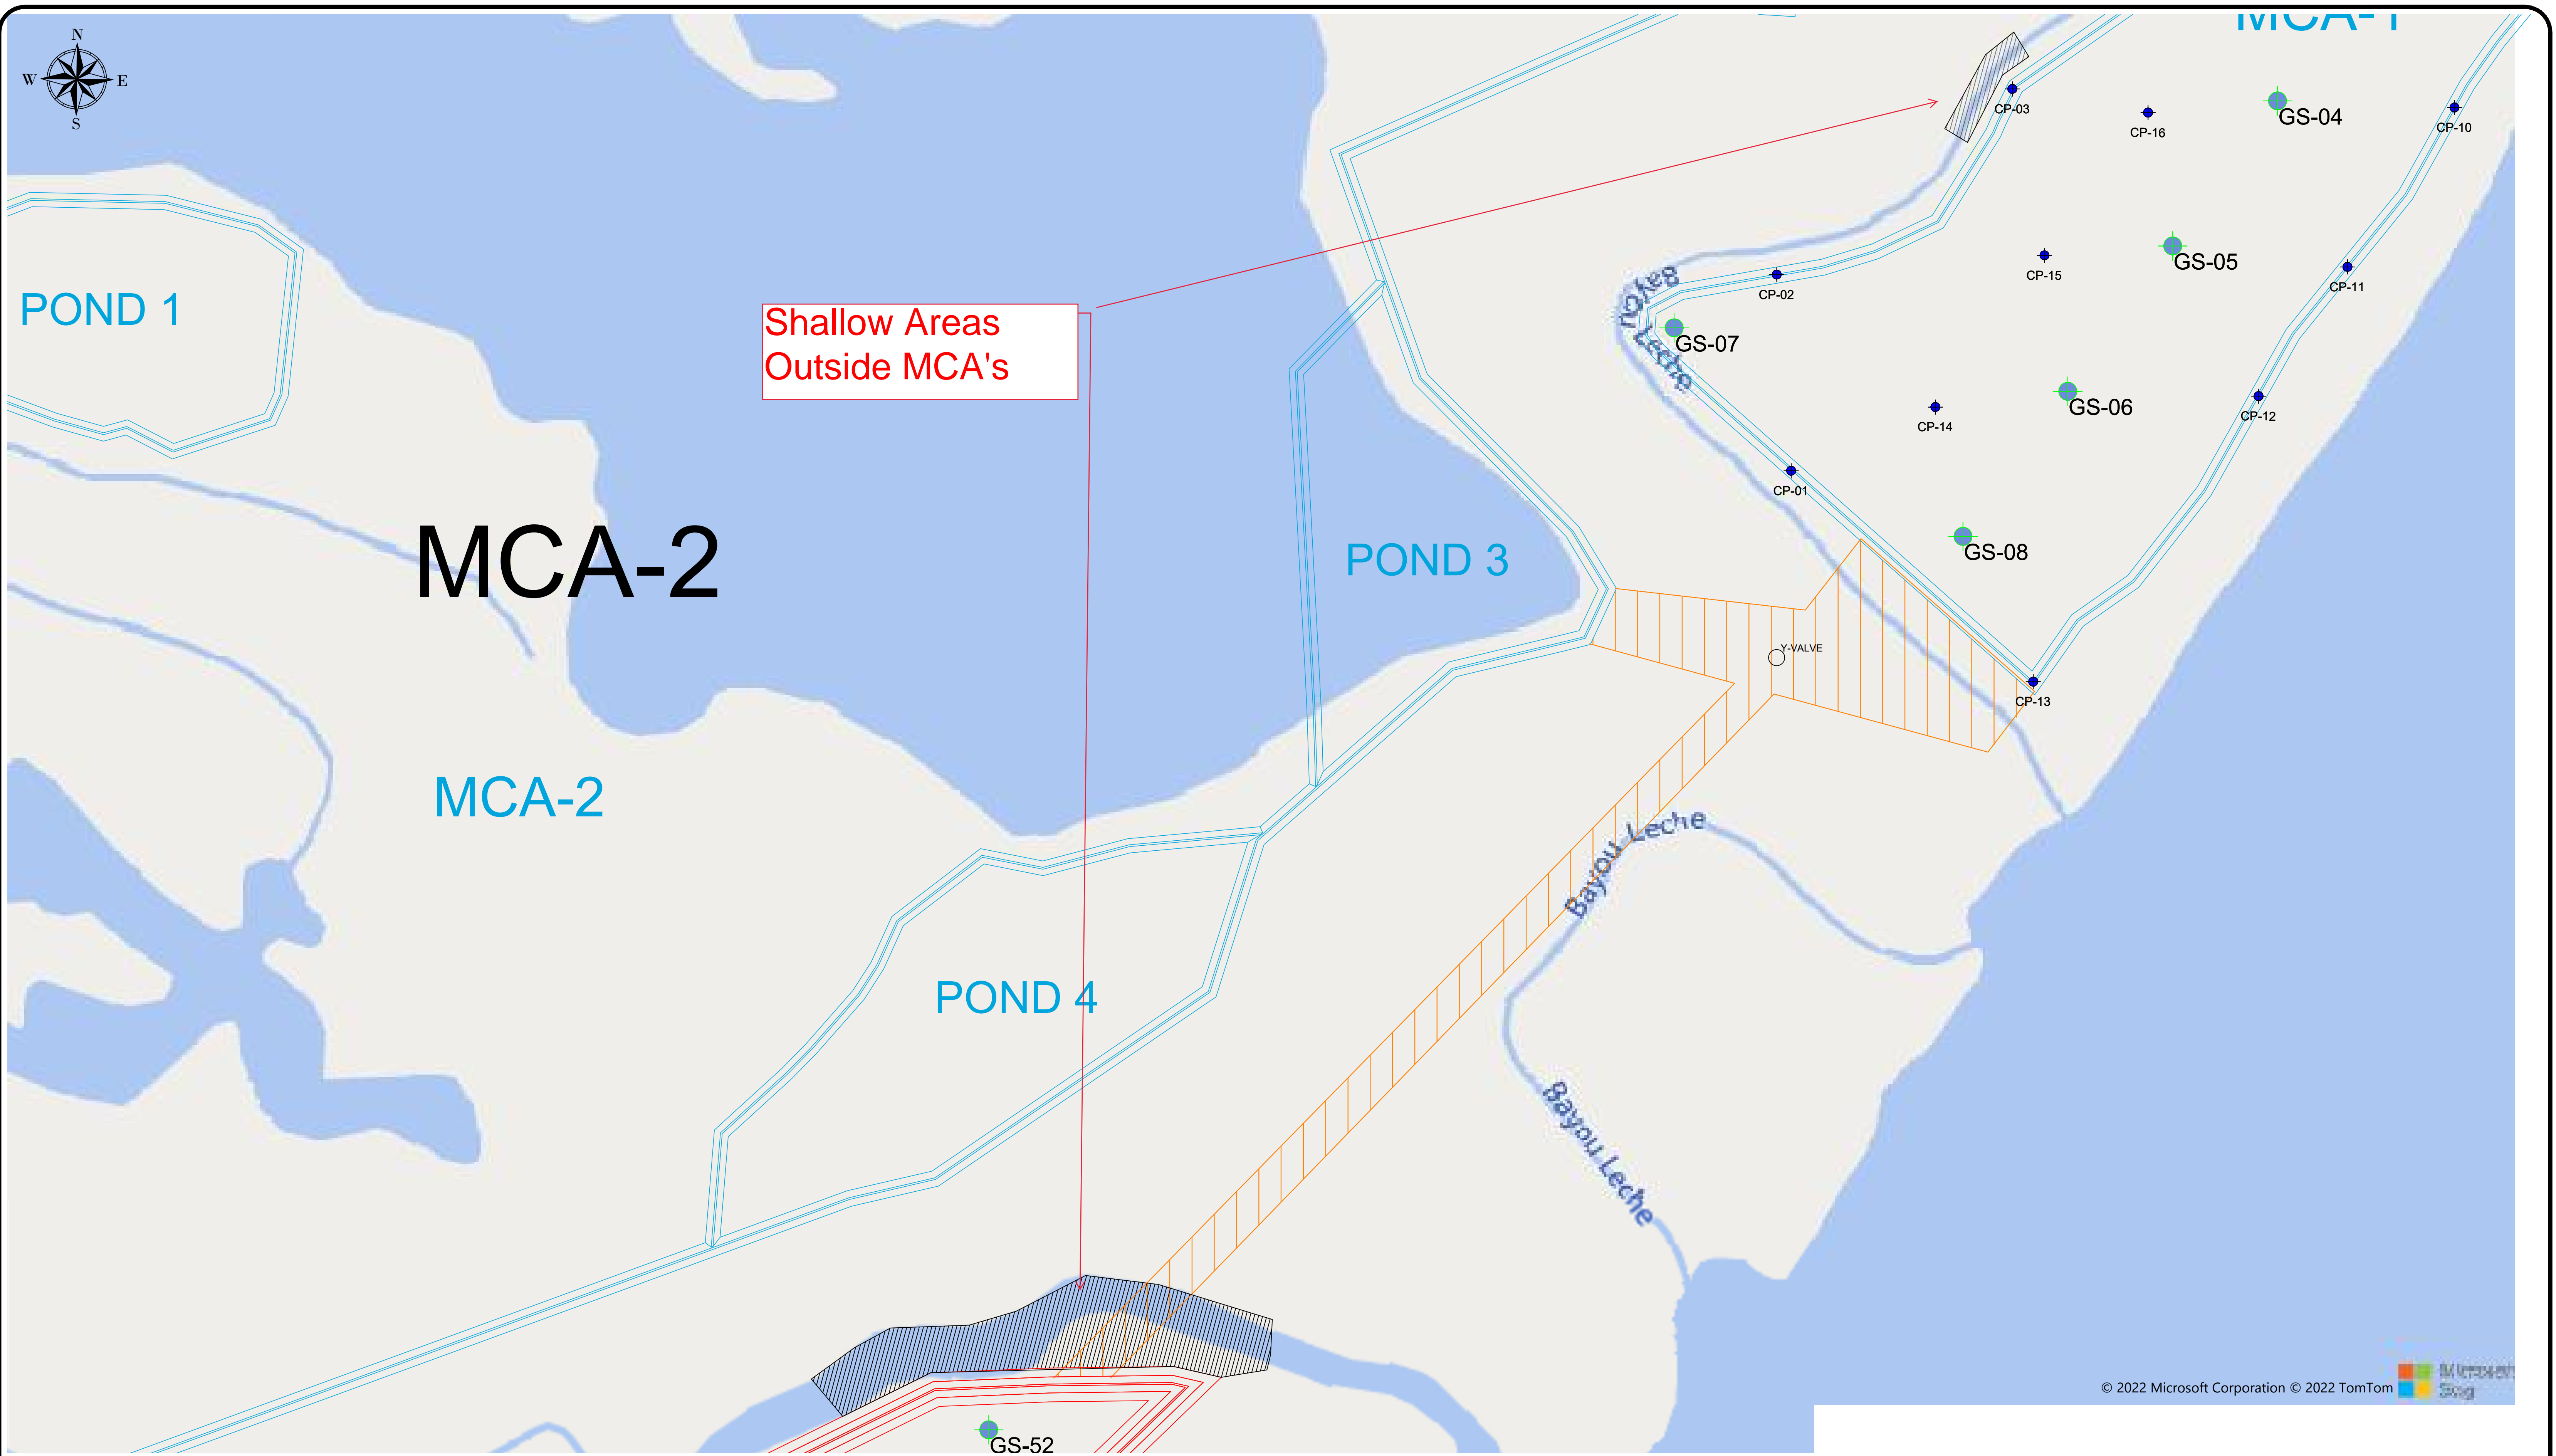 MCA-1
N
W E
S
CP-03
CP-16
GS-04
CP-10
POND 1
CP-15
GS-05
CP-11
CP-02
Bayou Leche
GS-07
Shallow Areas
Outside MCA's
CP-14
GS-06
CP-12
CP-01
MCA-2
POND 3
GS-08
Y-VALVE
CP-13
MCA-2
Bayou Leche
POND 4
Bayou Leche
© 2022 Microsoft Corporation © 2022 TomTom
GS-52